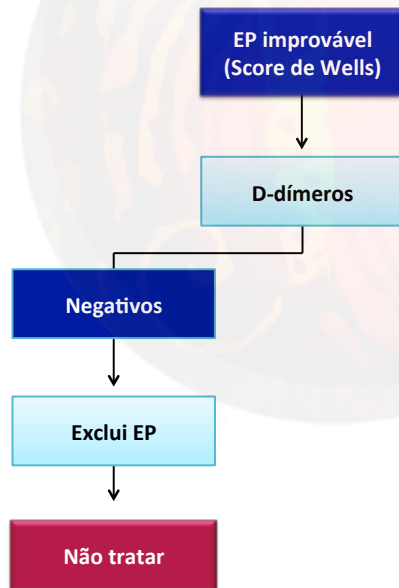 EP improvável
(Score de Wells)
D-dímeros
Negativos
Exclui EP
Não tratar